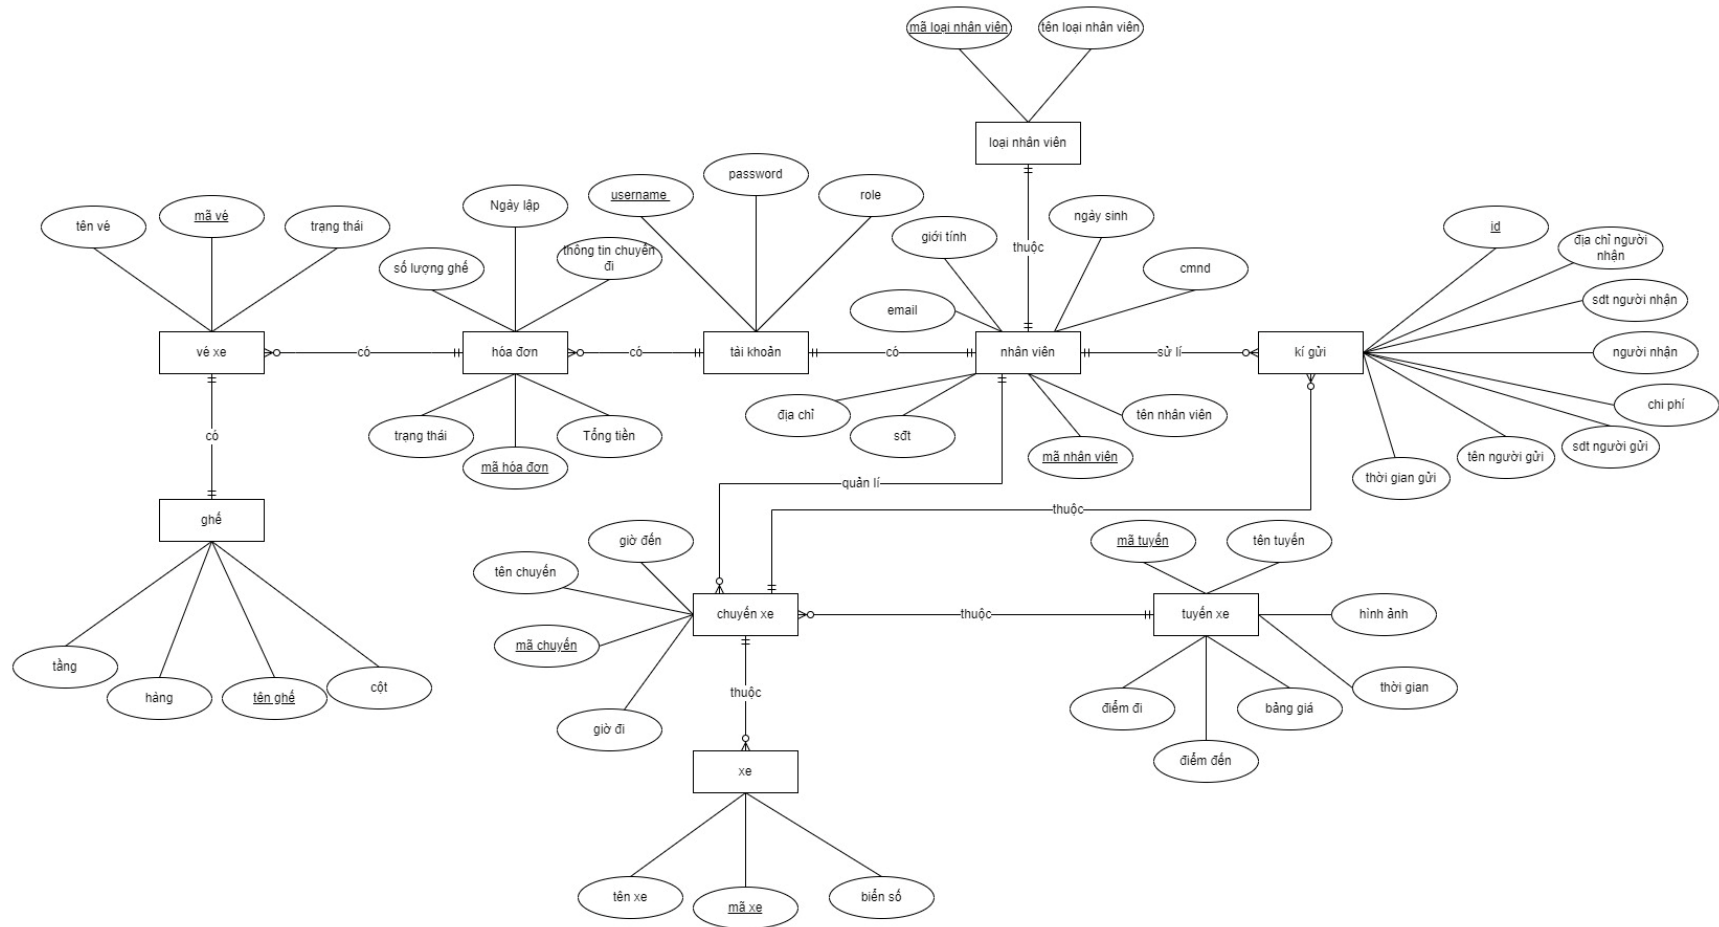 mã loại nhân viên
tên loại nhân viên
loại nhân viên
thuộc
tên vé
mã vé
trạng thái
vé xe
có
số lượng ghế
Ngày lập
thông tin chuyến
đi
hóa đơn
trạng thái
mã hóa đơn
Tổng tiền
có
username
password
role
tài khoản
có
email
giới tính
ngày sinh
cmnd
nhân viên
địa chỉ
sđt
mã nhân viên
tên nhân viên
sử lí
id
địa chỉ người
nhận
sdt người nhận
người nhận
chi phí
sdt người gửi
tên người gửi
thời gian gửi
kí gửi
có
ghế
tầng
hàng
tên ghế
cột
quản lí
thuộc
giờ đến
tên chuyến
mã chuyến
giờ đi
chuyến xe
thuộc
mã tuyến
tên tuyến
hình ảnh
thời gian
bảng giá
điểm đến
điểm đi
tuyến xe
thuộc
xe
tên xe
mã xe
biển số